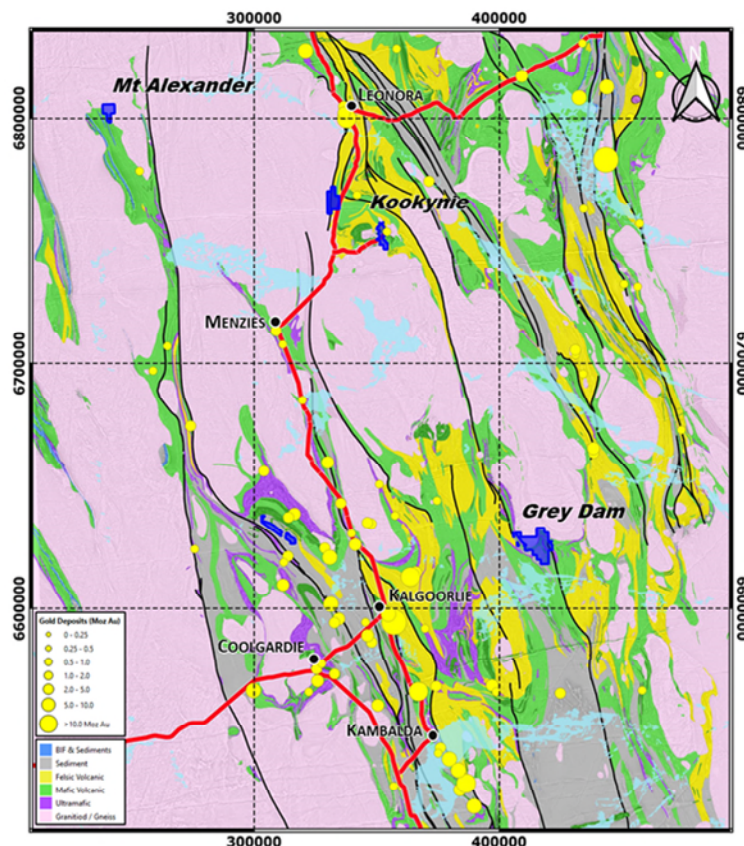 300000
400000
N
Mt Alexander
LEONORA
6800000
6800000
Kookynie
MENZIES
6700000
6700000
Grey Dam
KALGOORLIE
6600000
6600000
COOLGARDIE
KAMBALDA
Gold Deposits (Moz Au)
0 - 0.25
0.25 - 0.5
0.5 - 1.0
1.0 - 2.0
2.0 - 5.0
5.0 - 10.0
>10.0 Moz Au
BIF & Sediments
Sediment
Felsic Volcanic
Mafic Volcanic
Ultramafic
Granitiod / Gneiss
300000
400000